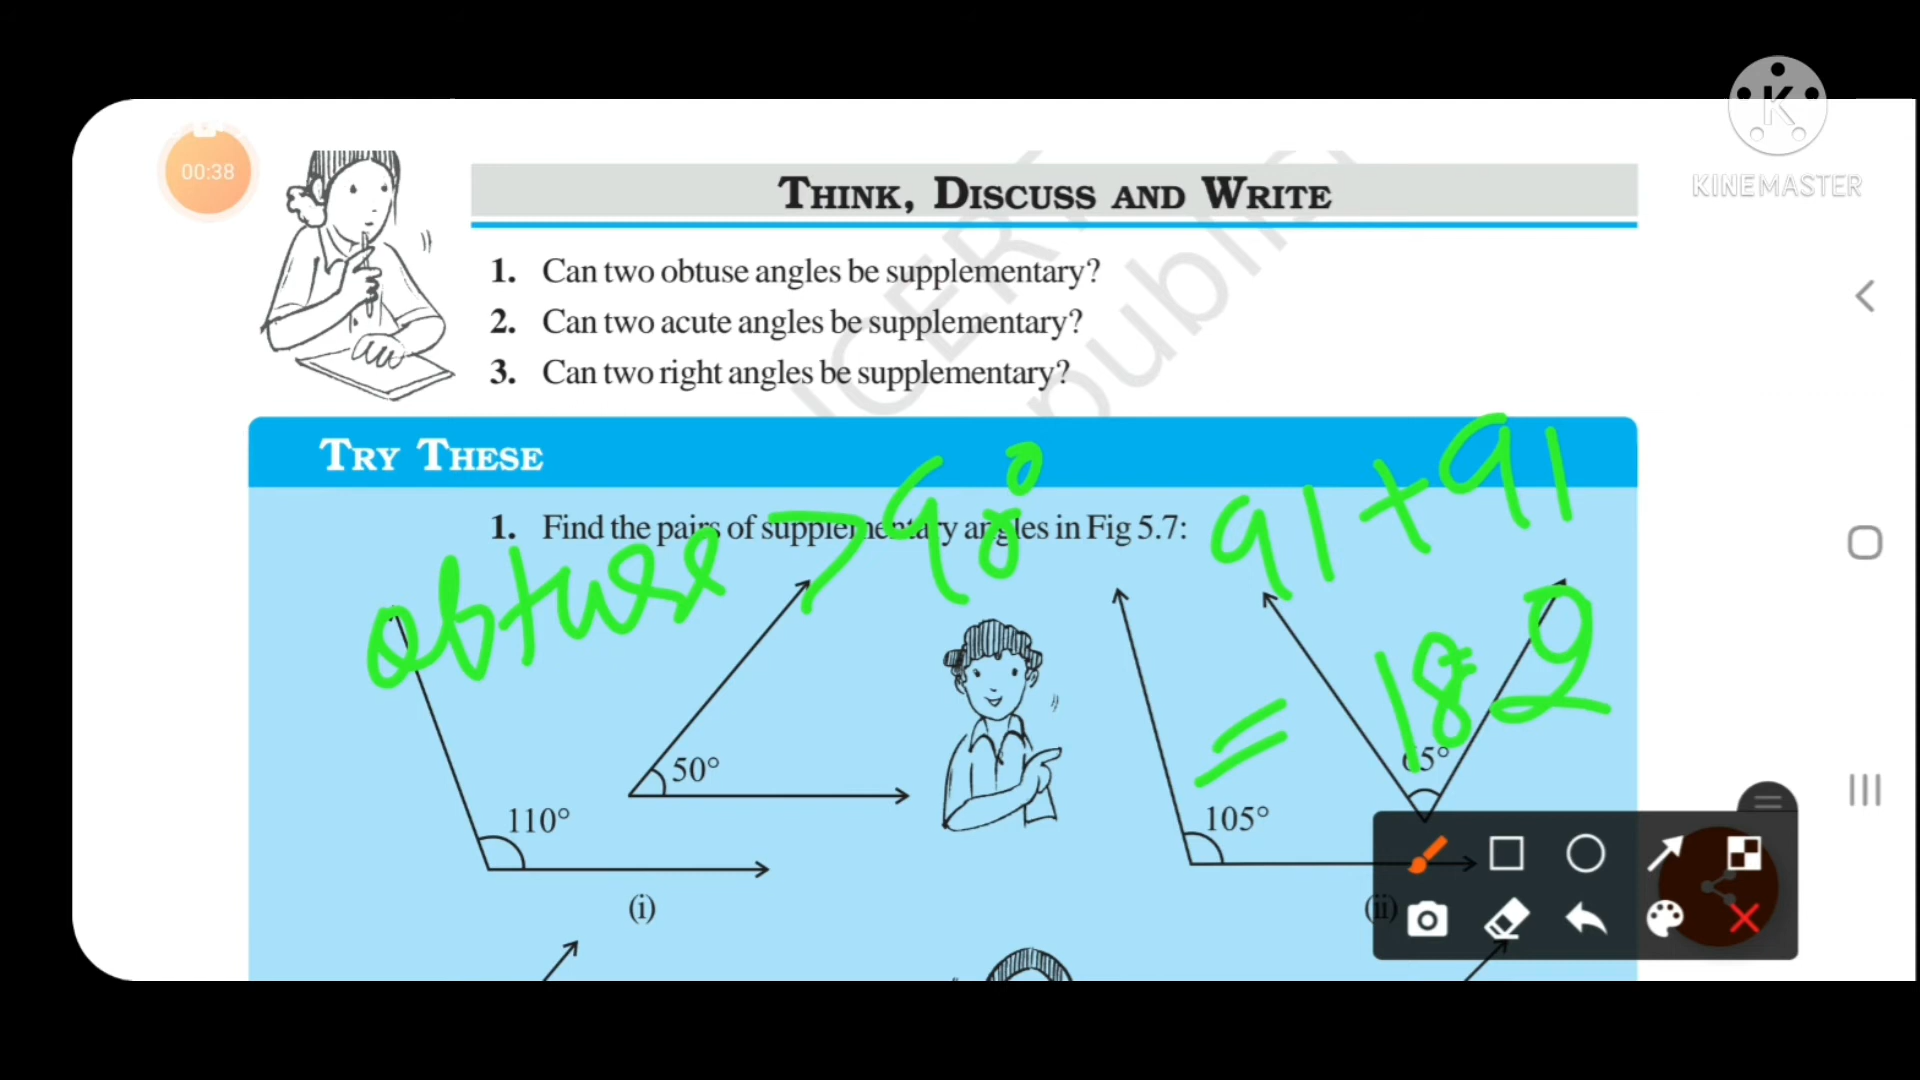 00:38
KINEMASTER
THINK, DISCUSS AND WRITE
1. Can two obtuse angles be supplementary?
2. Can two acute angles be supplementary?
3. Can two right angles be supplementary?
TRY THESE
1. Find the pairs of supplementary angles in Fig 5.7:
obtuse > 90°
91 + 91
= 182
50°
110°
65°
105°
(i)
(ii)